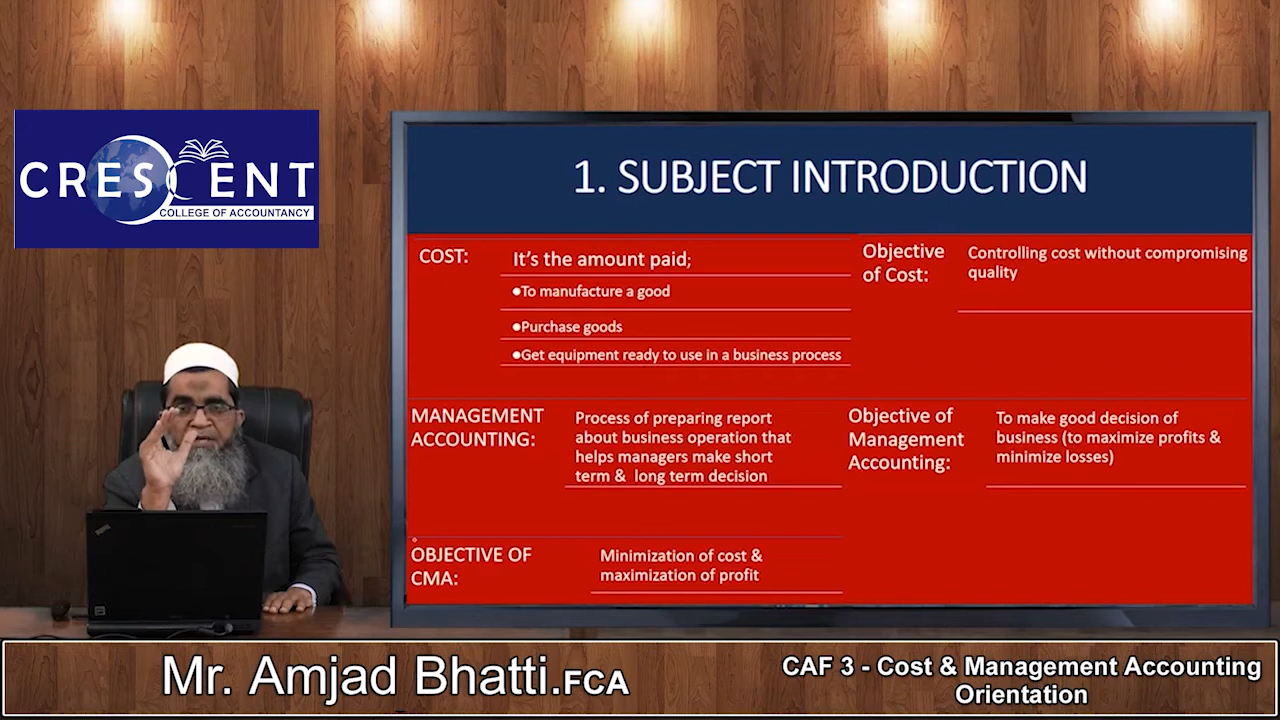 CRESCENT
COLLEGE OF ACCOUNTANCY
1. SUBJECT INTRODUCTION
COST:
It's the amount paid;
●To manufacture a good
●Purchase goods
●Get equipment ready to use in a business process
Objective
of Cost:
Controlling cost without compromising
quality
MANAGEMENT
ACCOUNTING:
Process of preparing report
about business operation that
helps managers make short
term & long term decision
Objective of
Management
Accounting:
To make good decision of
business (to maximize profits &
minimize losses)
OBJECTIVE OF
CMA:
Minimization of cost &
maximization of profit
Mr. Amjad Bhatti.FCA
CAF 3 - Cost & Management Accounting
Orientation